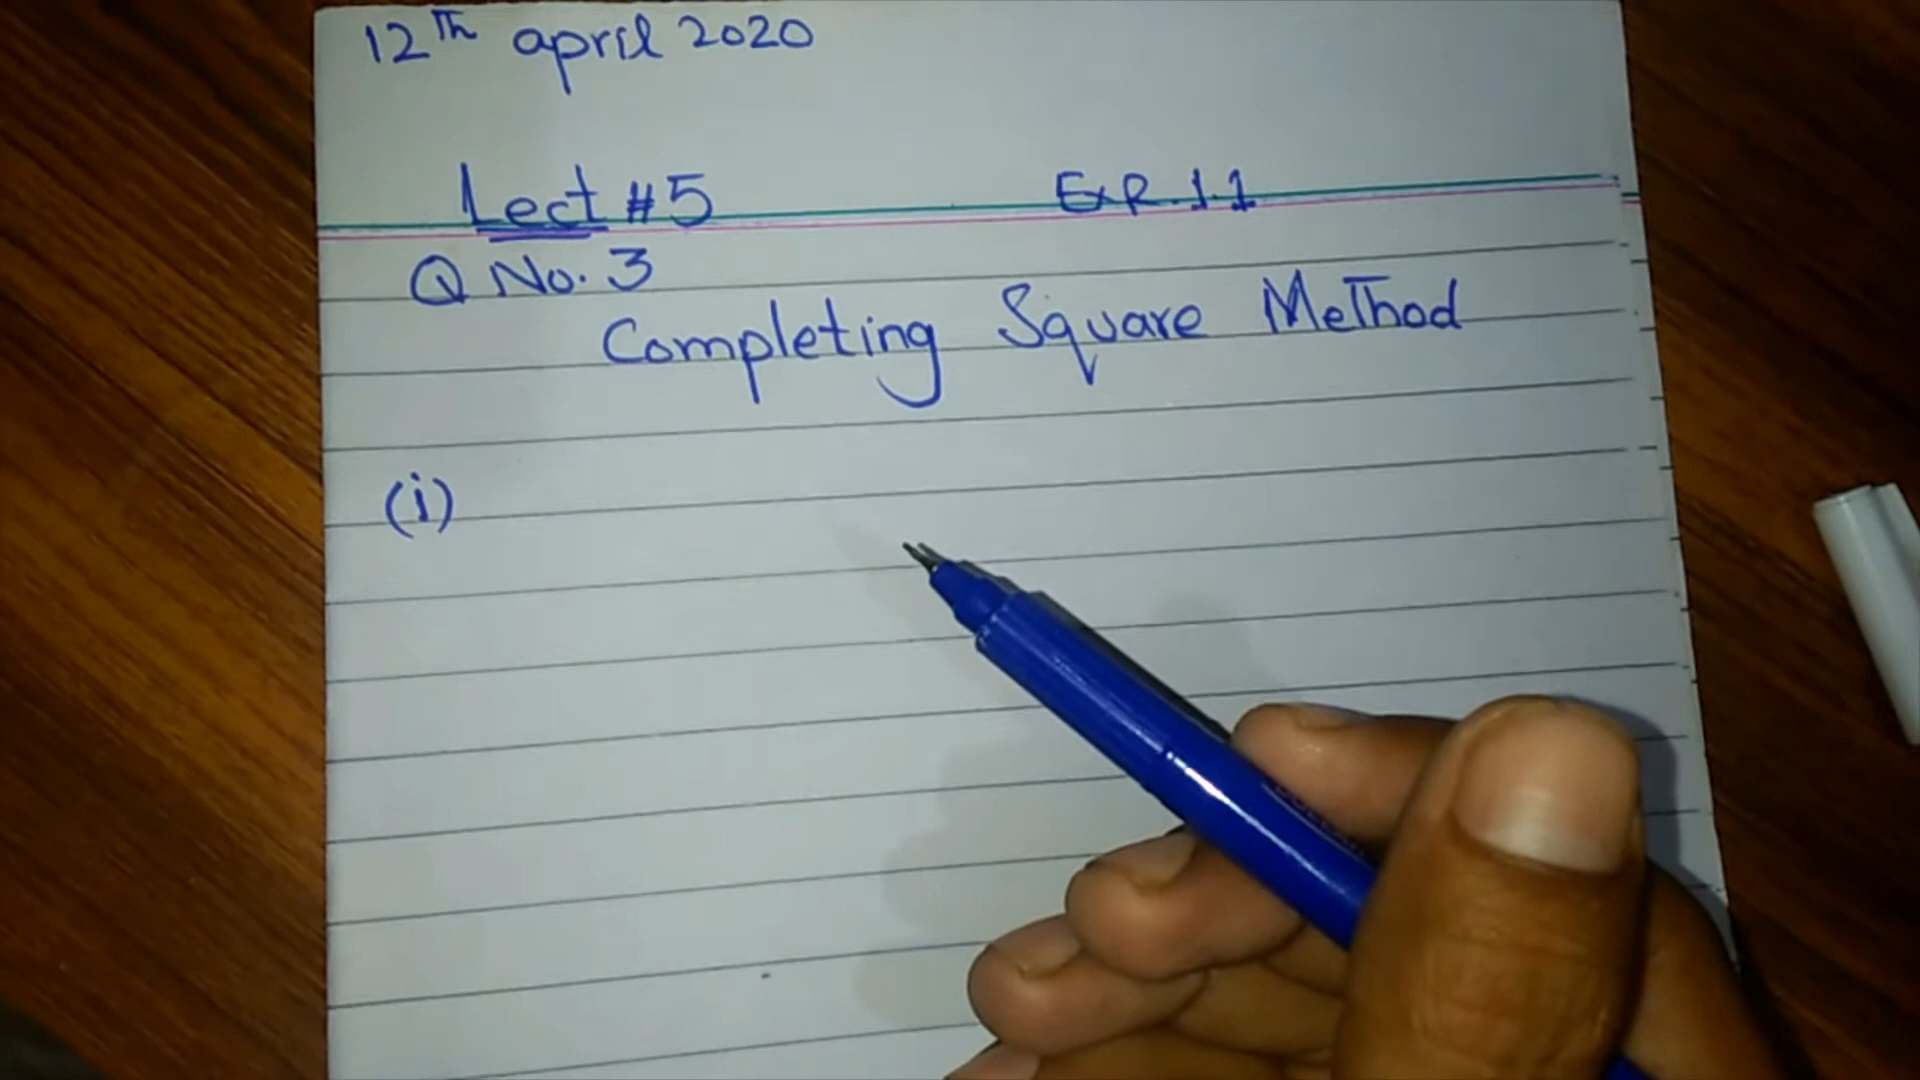 12Th april 2020
Lect #5 Ex R. 1.1
Q No. 3
Completing Square Method
(i)